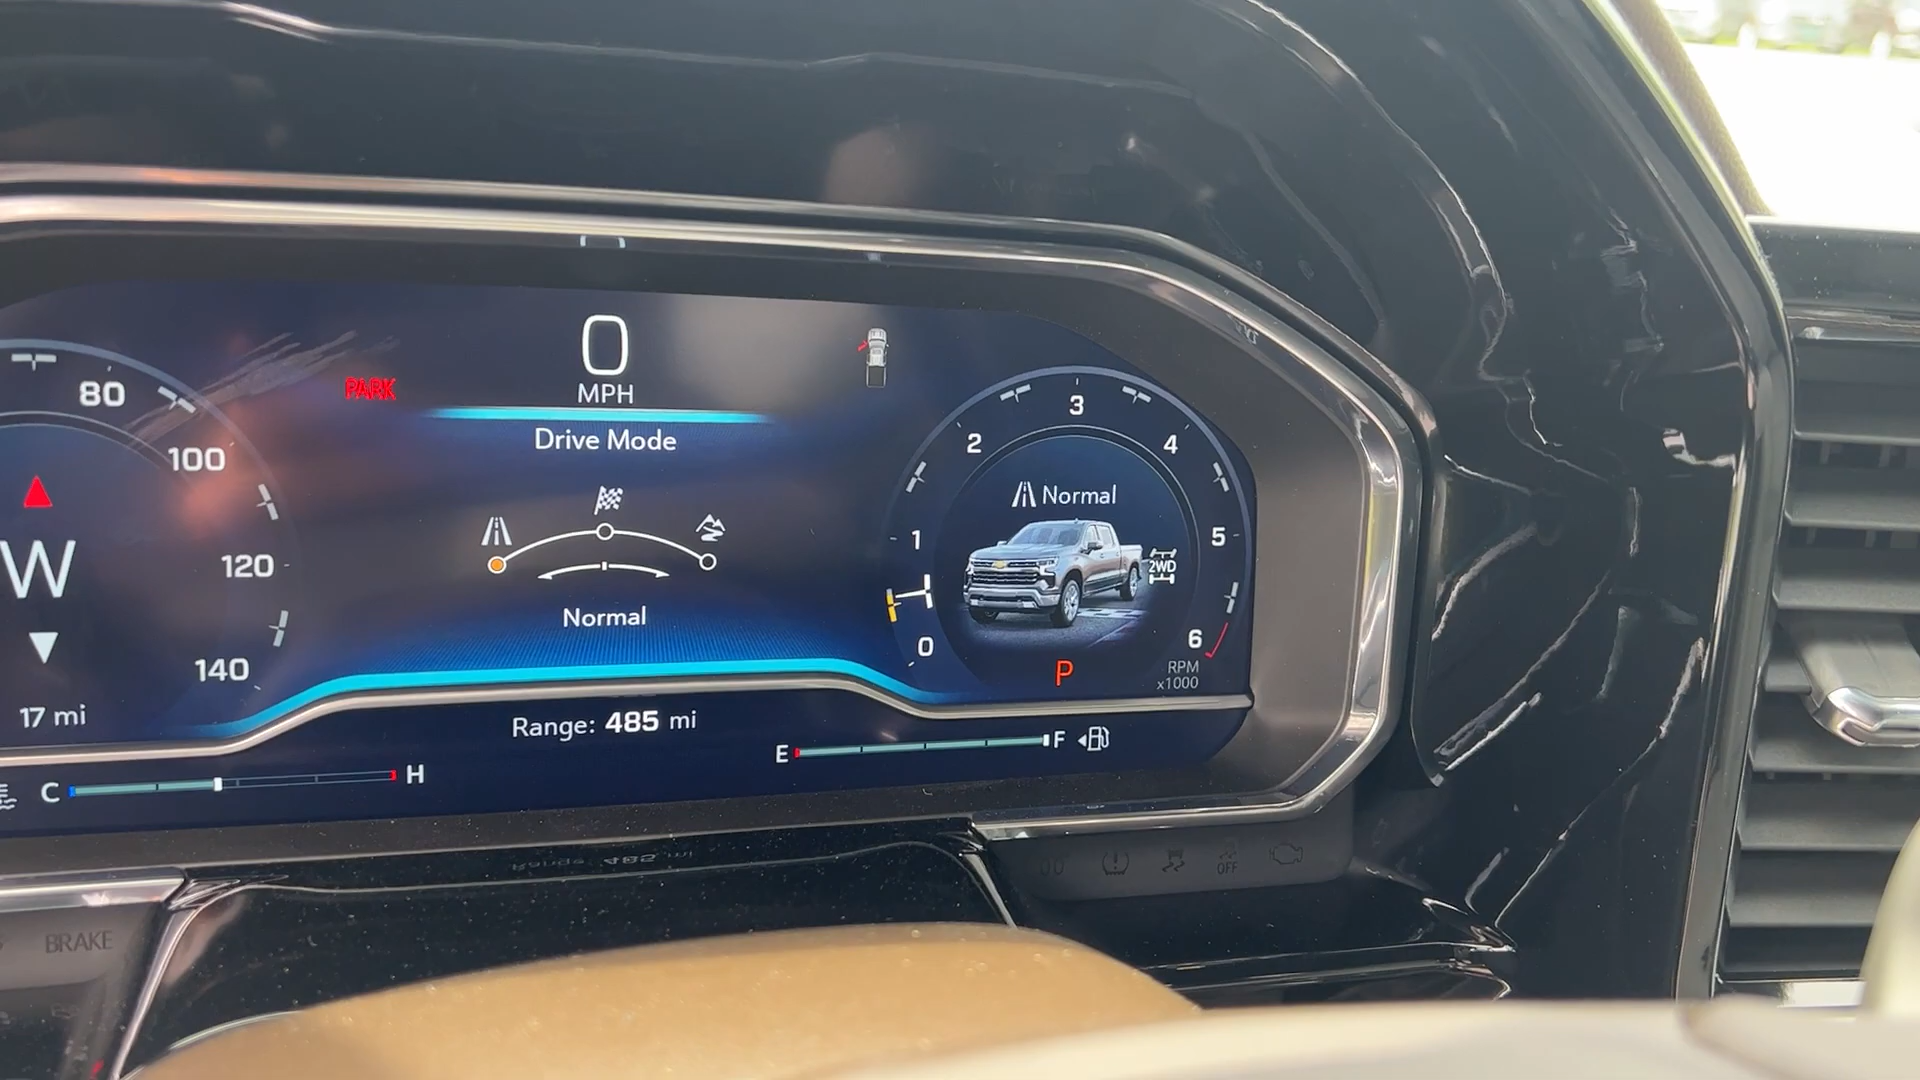 0
MPH
PARK
Drive Mode
Normal
80
100
120
140
W
17 mi
Range: 485 mi
C
H
E
F
0
1
2
3
4
5
6
Normal
2WD
P
RPM
x1000
OFF
BRAKE